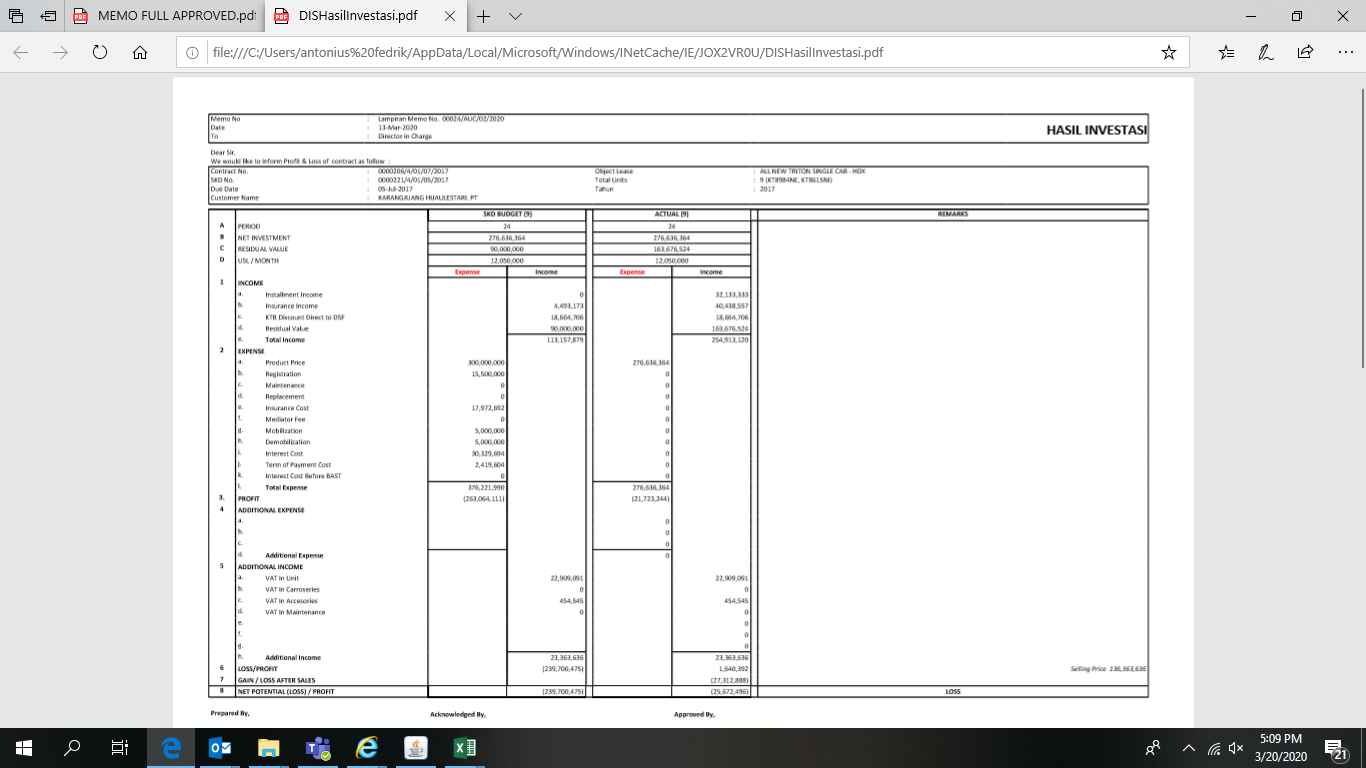 MEMO FULL APPROVED.pdf DISHasilInvestasi.pdf
file:///C:/Users/antonius%20fedrik/AppData/Local/Microsoft/Windows/INetCache/IE/JOX2VR0U/DISHasilInvestasi.pdf
Memo No : Lampiran Memo No. 00024/AUC/02/2020
Date : 13-Mar-2020
To : Director in Charge
HASIL INVESTASI
Dear Sir,
We would like to inform Profit & Loss of contract as follow :
Contract No. : 0000206/4/01/07/2017 Object Lease : ALL NEW TRITON SINGLE CAB - HDX
SKD No. : 0000221/4/01/05/2017 Total Units : 9 (KT8984NE, KT8615NI)
Due Date : 05-Jul-2017 Tahun : 2017
Customer Name : KARANGJUANG HIJAULESTARI. PT
SKD BUDGET (9) ACTUAL (9) REMARKS
A PERIOD 24 24
B NET INVESTMENT 276,636,364 276,636,364
C RESIDUAL VALUE 90,000,000 163,676,524
D USL / MONTH 12,050,000 12,050,000
Expense Income Expense Income
1 INCOME
a. Installment Income 0 32,133,333
b. Insurance Income 4,493,173 40,438,557
c. KTB Discount Direct to DSF 18,664,706 18,664,706
d. Residual Value 90,000,000 163,676,524
e. Total Income 113,157,879 254,913,120
2 EXPENSE
a. Product Price 300,000,000 276,636,364
b. Registration 15,500,000 0
c. Maintenance 0 0
d. Replacement 0 0
e. Insurance Cost 17,972,692 0
f. Mediator Fee 0 0
g. Mobilization 5,000,000 0
h. Demobilization 5,000,000 0
i. Interest Cost 30,329,694 0
j. Term of Payment Cost 2,419,604 0
k. Interest Cost Before BAST 0 0
l. Total Expense 376,221,990 276,636,364
3. PROFIT (263,064,111) (21,723,244)
4 ADDITIONAL EXPENSE
a. 0
b. 0
c. 0
d. Additional Expense 0
5 ADDITIONAL INCOME
a. VAT In Unit 22,909,091 22,909,091
b. VAT In Carroseries 0 0
c. VAT In Accesories 454,545 454,545
d. VAT In Maintenance 0 0
e. 0
f. 0
g. 0
h. Additional Income 23,363,636 23,363,636
6 LOSS/PROFIT (239,700,475) 1,640,392 Selling Price 136,363,636
7 GAIN / LOSS AFTER SALES (27,312,888)
8 NET POTENTIAL (LOSS) / PROFIT (239,700,475) (25,672,496) LOSS
Prepared By, Acknowledged By, Approved By,
5:09 PM
3/20/2020
21